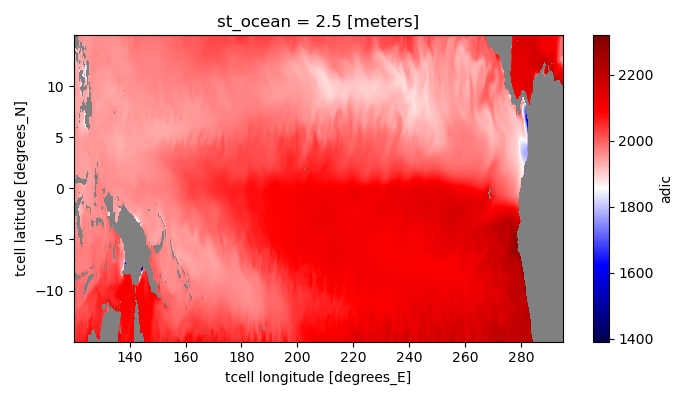 st_ocean = 2.5 [meters]
tcell latitude [degrees_N]
10
5
0
−5
−10
140 160 180 200 220 240 260 280
tcell longitude [degrees_E]
2200
2000
1800
1600
1400
adic